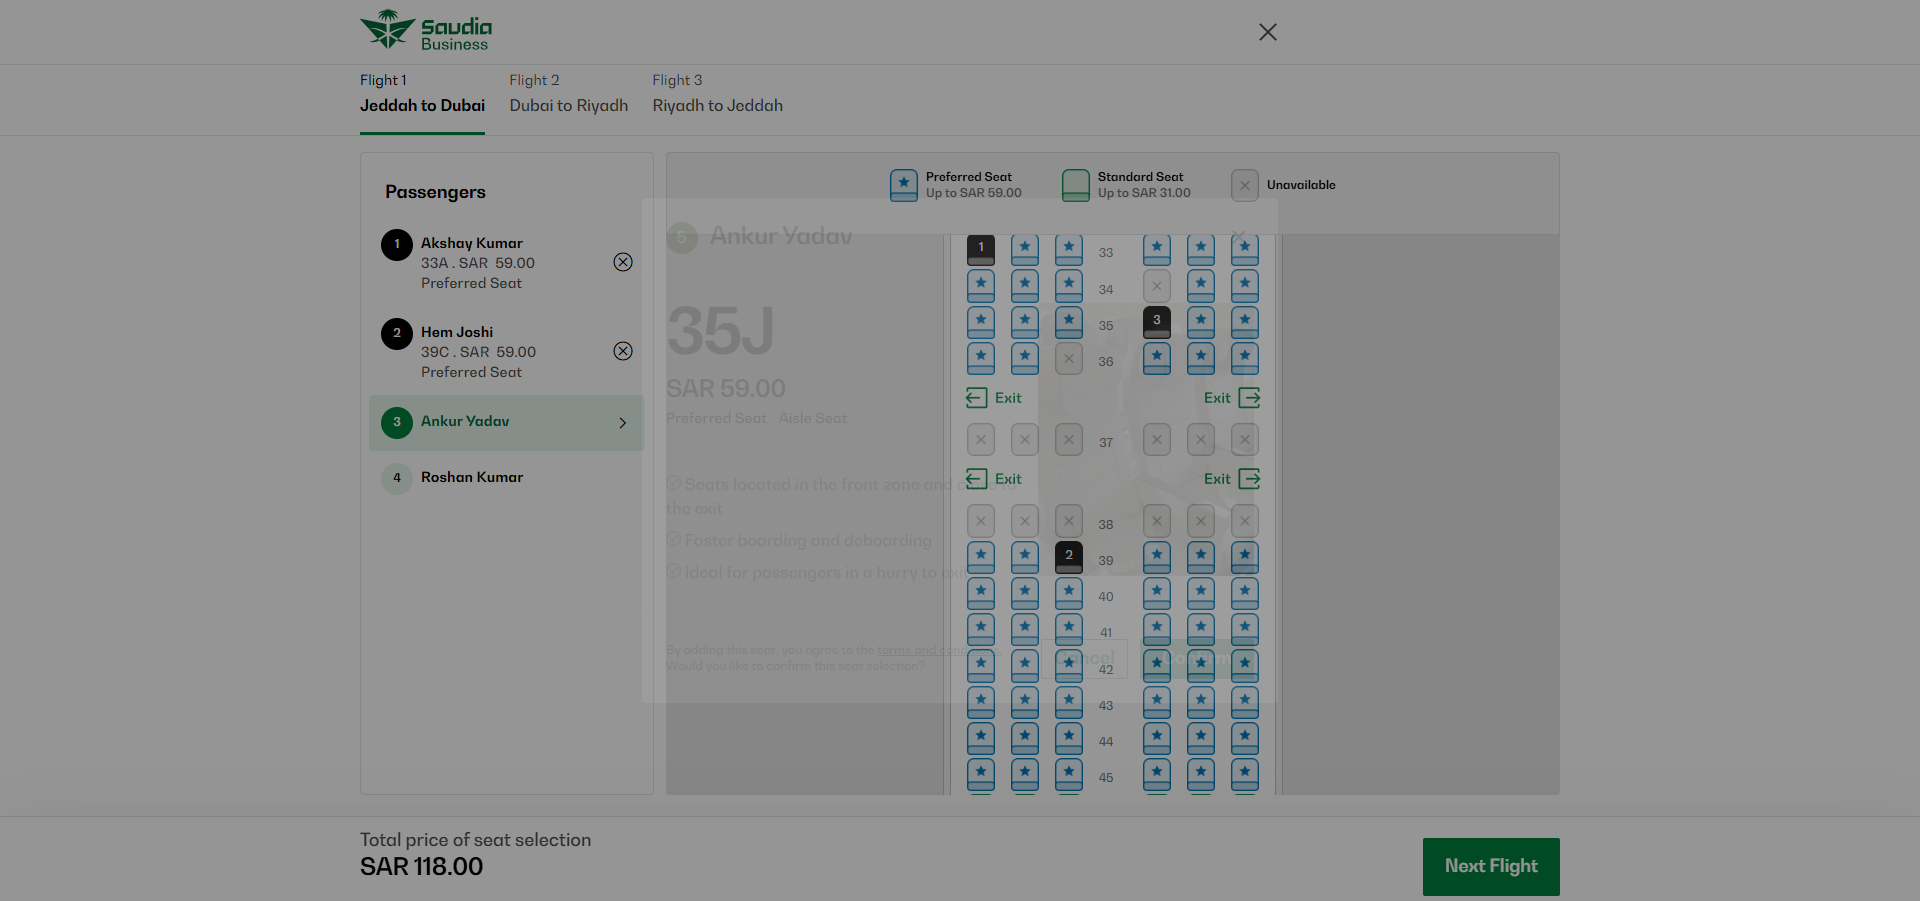 Saudia
Business
Flight 1
Jeddah to Dubai
Flight 2
Dubai to Riyadh
Flight 3
Riyadh to Jeddah
Passengers
1
Akshay Kumar
33A . SAR 59.00
Preferred Seat
2
Hem Joshi
39C . SAR 59.00
Preferred Seat
3
Ankur Yadav
4
Roshan Kumar
Preferred Seat
Up to SAR 59.00
Standard Seat
Up to SAR 31.00
Unavailable
5 Ankur Yadav
35J
SAR 59.00
Preferred Seat - Aisle Seat
Seats located in the front zone and close to
the exit
Faster boarding and deboarding
Ideal for passengers in a hurry to exit
By adding this seat, you agree to the terms and conditions.
Would you like to confirm this seat selection?
Cancel
Confirm
1 33
34
35 3
36
Exit Exit
37
Exit Exit
38
2 39
40
41
42
43
44
45
Total price of seat selection
SAR 118.00
Next Flight